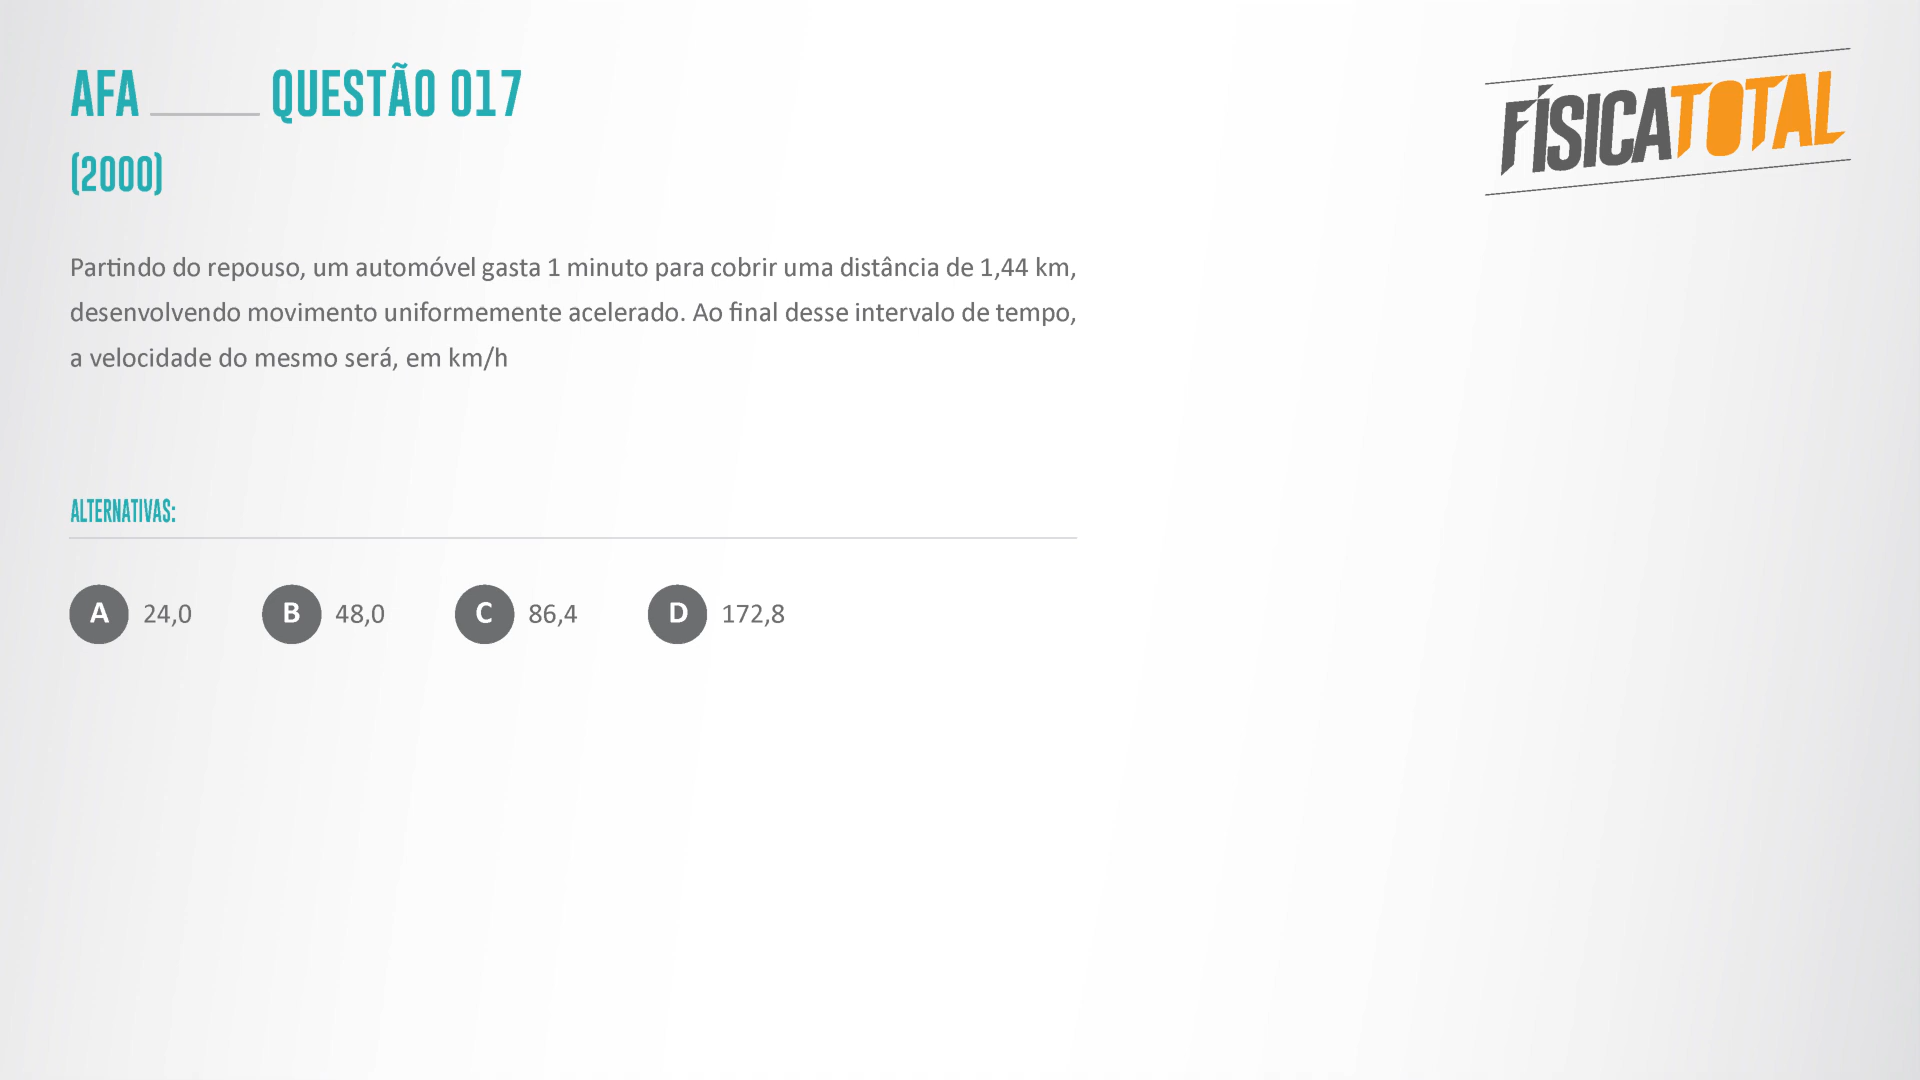 AFA QUESTÃO 017
(2000)
FÍSICATOTAL
Partindo do repouso, um automóvel gasta 1 minuto para cobrir uma distância de 1,44 km,
desenvolvendo movimento uniformemente acelerado. Ao final desse intervalo de tempo,
a velocidade do mesmo será, em km/h
ALTERNATIVAS:
A 24,0 B 48,0 C 86,4 D 172,8